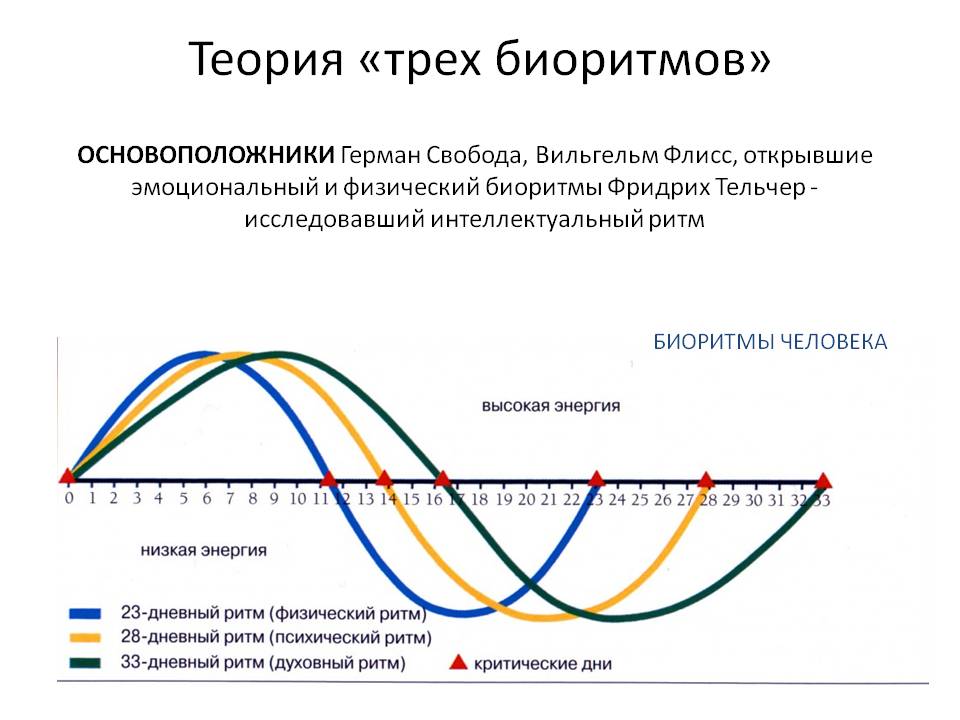 Теория «трех биоритмов»
ОСНОВОПОЛОЖНИКИ Герман Свобода, Вильгельм Флисс, открывшие
эмоциональный и физический биоритмы Фридрих Тельчер -
исследовавший интеллектуальный ритм
БИОРИТМЫ ЧЕЛОВЕКА
высокая энергия
0 1 2 3 4 5 6 7 8 9 10 11 12 13 14 15 16 17 18 19 20 21 22 23 24 25 26 27 28 29 30 31 32 33
низкая энергия
23-дневный ритм (физический ритм)
28-дневный ритм (психический ритм)
33-дневный ритм (духовный ритм) критические дни